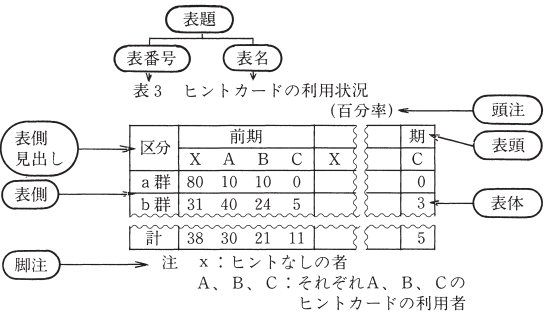 表題
表番号 表名
表3 ヒントカードの利用状況
(百分率) 頭注
表側見出し 区分 前期 期 表頭
X A B C X C
表側 a群 80 10 10 0 0
b群 31 40 24 5 3 表体
計 38 30 21 11 5
脚注 注 x：ヒントなしの者
A、B、C：それぞれA、B、Cの
ヒントカードの利用者